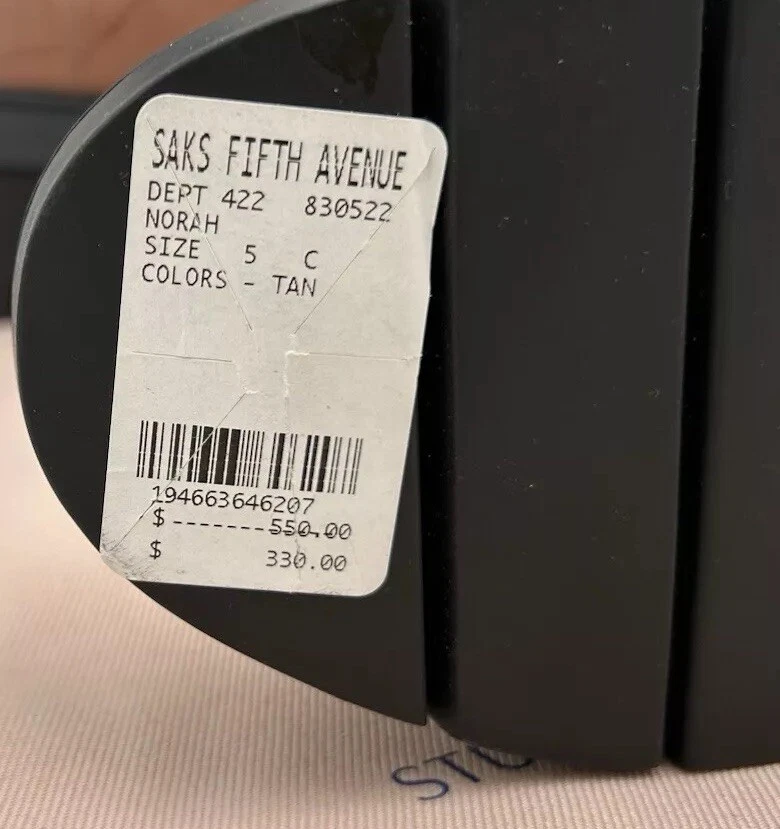 SAKS FIFTH AVENUE
DEPT 422 830522
NORAH
SIZE 5 C
COLORS - TAN
194663646207
$ -------550.00
$ 330.00